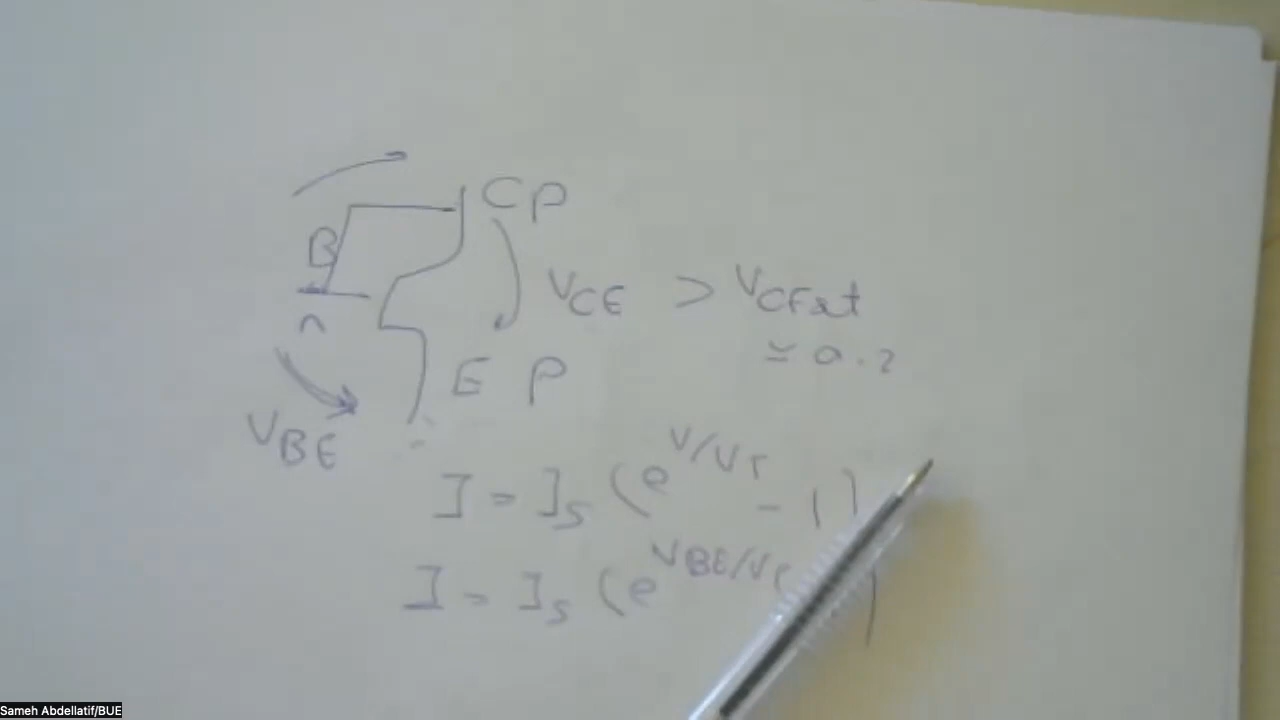 C P
B
V_CE > V_CEsat
n
≃ 0.2
E P
V_BE
I = I_S (e^V/V_T - 1)
I = I_S (e^V_BE/V_T )
Sameh Abdellatif/BUE